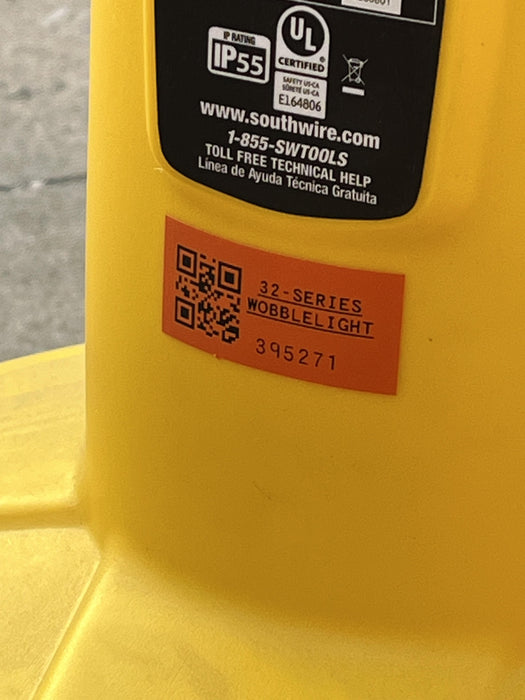 IP RATING
IP55
UL
CERTIFIED
SAFETY US-CA
SÛRETÉ US-CA
E164806
www.southwire.com
1-855-SWTOOLS
TOLL FREE TECHNICAL HELP
Línea de Ayuda Técnica Gratuita
32-SERIES
WOBBLELIGHT
395271